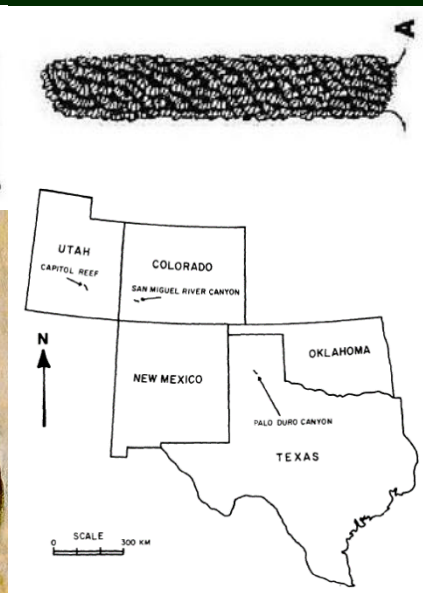 A
UTAH
CAPITOL REEF
COLORADO
SAN MIGUEL RIVER CANYON
N
NEW MEXICO
OKLAHOMA
PALO DURO CANYON
TEXAS
SCALE
0 300 KM